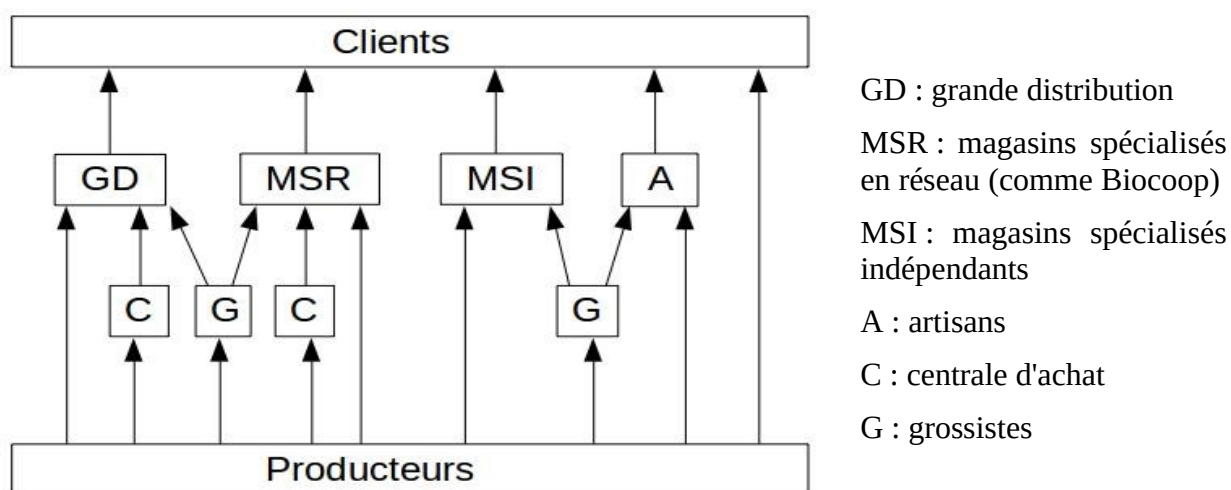 Clients
GD
MSR
MSI
A
C
G
C
G
Producteurs
GD : grande distribution
MSR : magasins spécialisés
en réseau (comme Biocoop)
MSI : magasins spécialisés
indépendants
A : artisans
C : centrale d'achat
G : grossistes